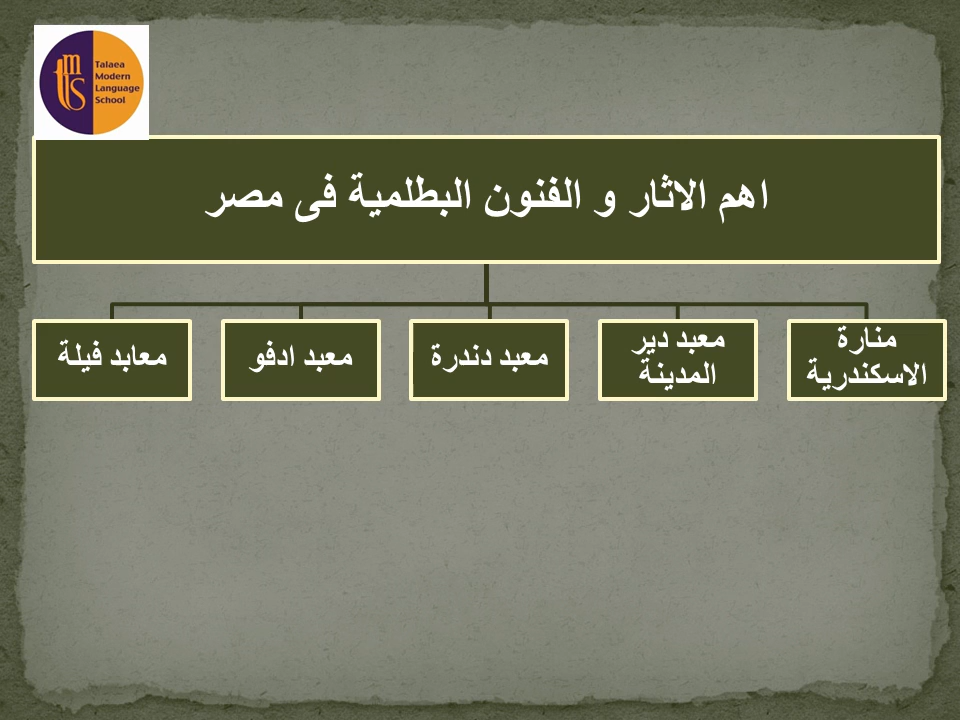 Talaea
Modern
Language
School
tmls
اهم الاثار و الفنون البطلمية فى مصر
منارة
الاسكندرية
معبد دير
المدينة
معبد دندرة
معبد ادفو
معابد فيلة